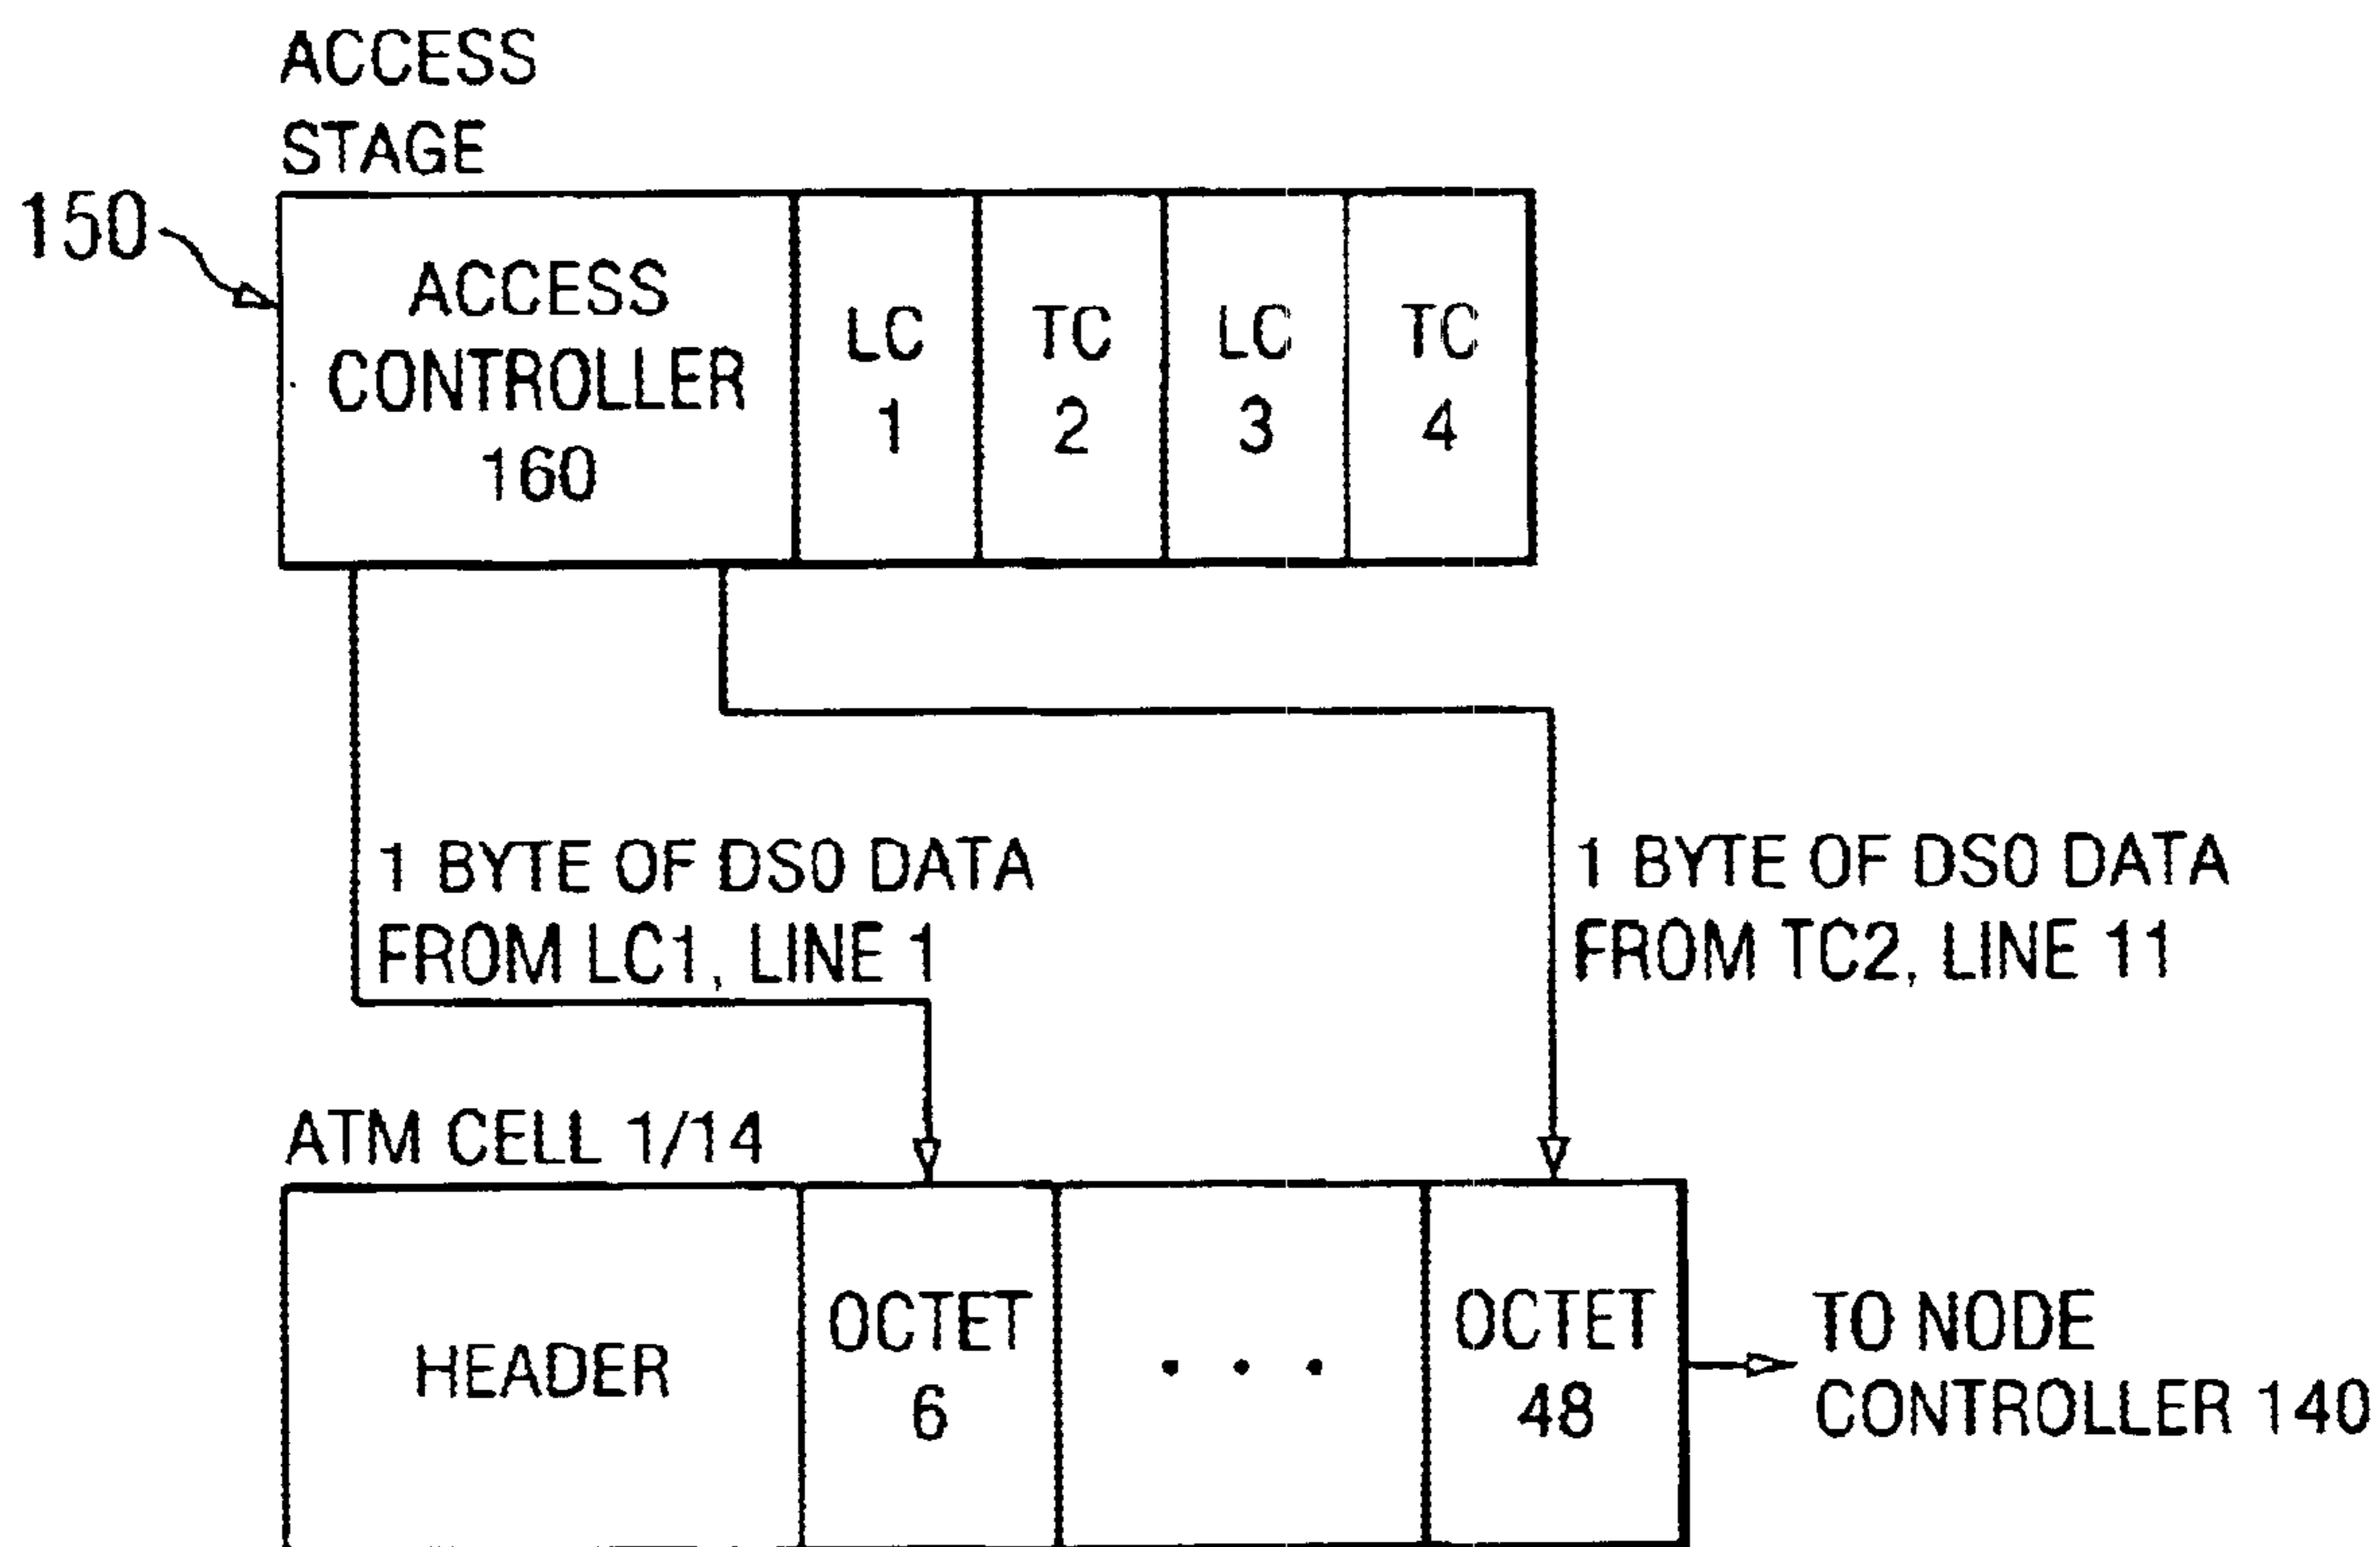 ACCESS
STAGE
150
ACCESS
CONTROLLER
160
LC
1
TC
2
LC
3
TC
4
1 BYTE OF DS0 DATA
FROM LC1, LINE 1
1 BYTE OF DS0 DATA
FROM TC2, LINE 11
ATM CELL 1/14
HEADER
OCTET
6
. . .
OCTET
48
TO NODE
CONTROLLER 140